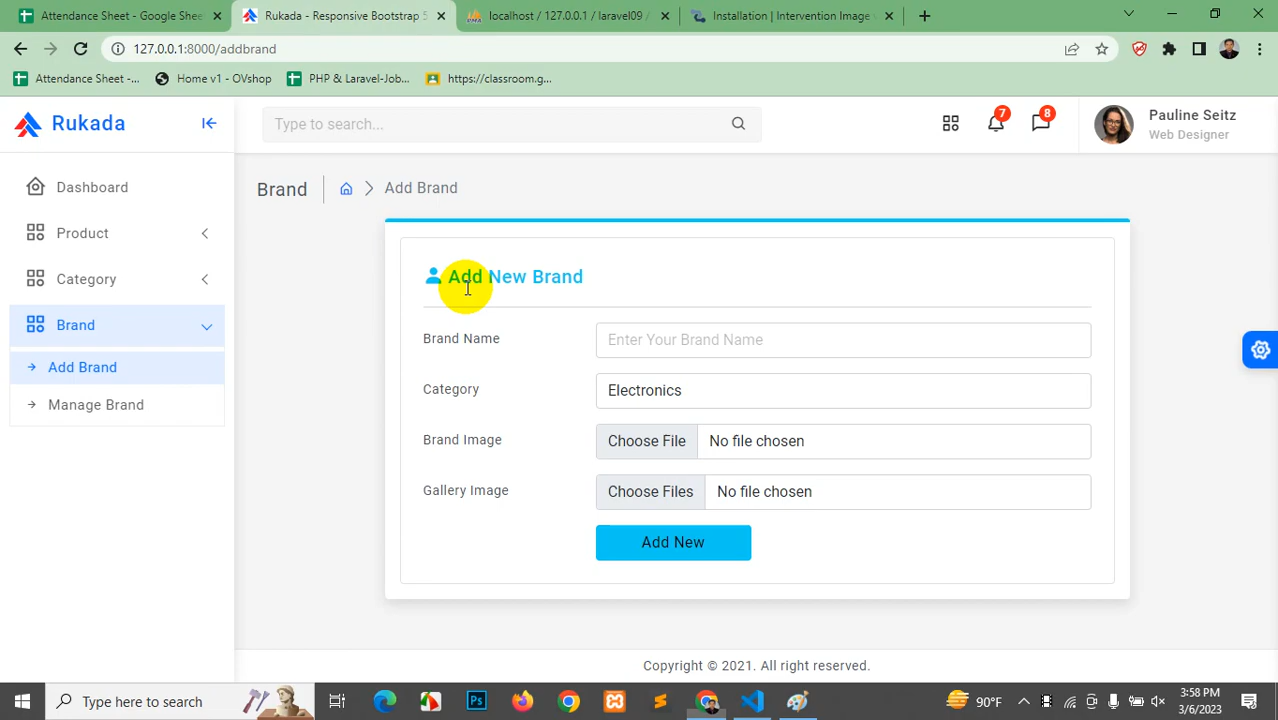 Attendance Sheet - Google Shee
Rukada - Responsive Bootstrap 5
localhost / 127.0.0.1 / laravel09 /
Installation | Intervention Image v
127.0.0.1:8000/addbrand
Attendance Sheet -...
Home v1 - OVshop
PHP & Laravel-Job...
https://classroom.g...
Rukada
Type to search...
7
8
Pauline Seitz
Web Designer
Dashboard
Product
Category
Brand
Add Brand
Manage Brand
Brand
Add Brand
Add New Brand
Brand Name
Enter Your Brand Name
Category
Electronics
Brand Image
Choose File
No file chosen
Gallery Image
Choose Files
No file chosen
Add New
Copyright © 2021. All right reserved.
Type here to search
Ps
90°F
3:58 PM
3/6/2023